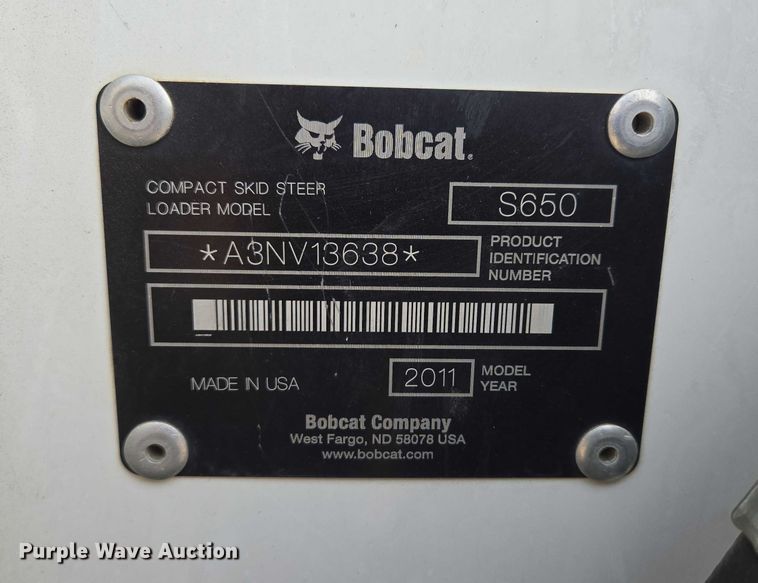 Bobcat.
COMPACT SKID STEER
LOADER MODEL
S650
*A3NV13638*
PRODUCT
IDENTIFICATION
NUMBER
MADE IN USA
2011
MODEL
YEAR
Bobcat Company
West Fargo, ND 58078 USA
www.bobcat.com
Purple Wave Auction